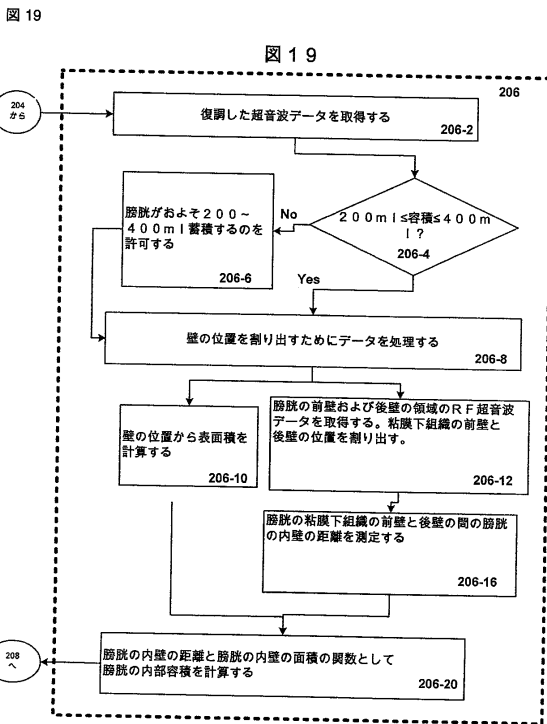 図 19
図１９
206
204
から
復調した超音波データを取得する
206-2
２００ｍｌ≤容積≤４００ｍ
ｌ？
206-4
No
膀胱がおよそ２００～
４００ｍｌ蓄積するのを
許可する
206-6
Yes
壁の位置を割り出すためにデータを処理する
206-8
壁の位置から表面積を
計算する
206-10
膀胱の前壁および後壁の領域のＲＦ超音波
データを取得する。粘膜下組織の前壁と
後壁の位置を割り出す。
206-12
膀胱の粘膜下組織の前壁と後壁の間の膀胱
の内壁の距離を測定する
206-16
膀胱の内壁の距離と膀胱の内壁の面積の関数として
膀胱の内部容積を計算する
206-20
208
へ